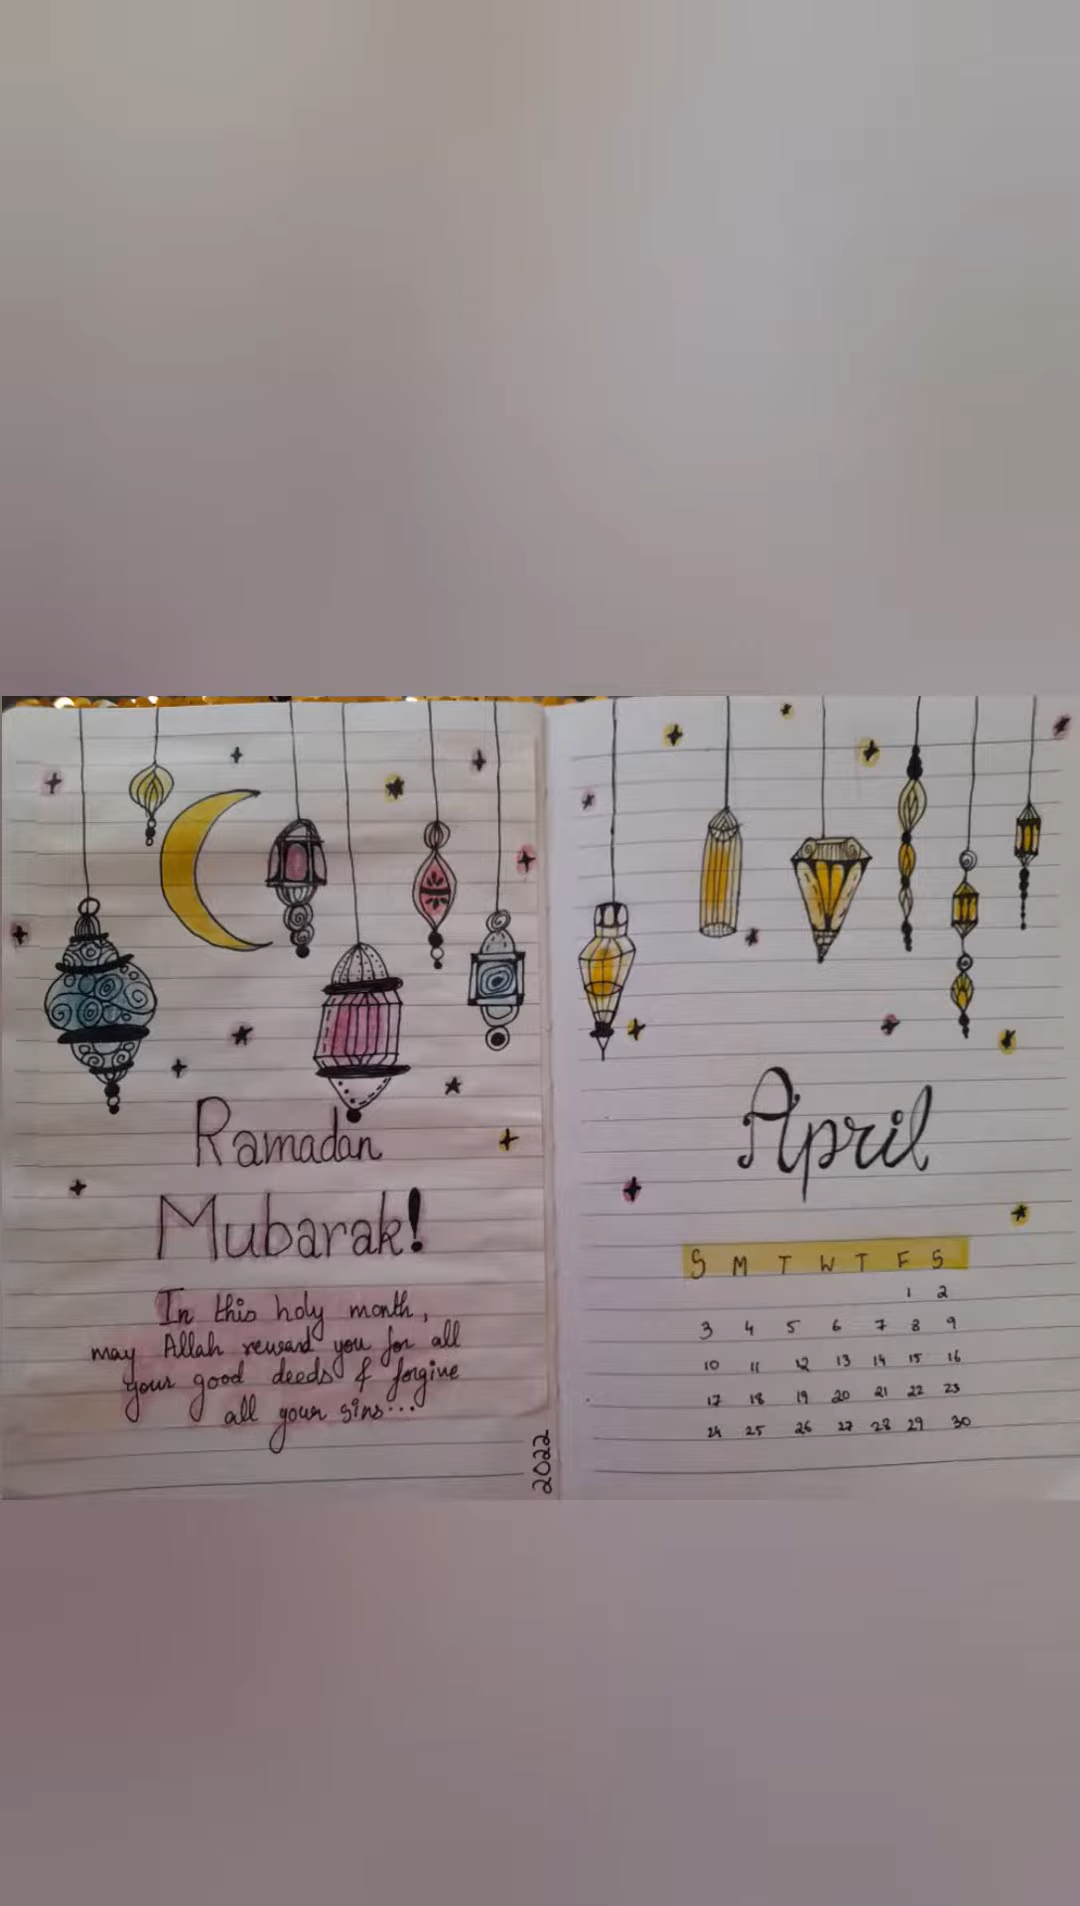 Ramadan
Mubarak!
In this holy month,
may Allah reward you for all
your good deeds & forgive
all your sins...
2022
April
S M T W T F S
1 2
3 4 5 6 7 8 9
10 11 12 13 14 15 16
17 18 19 20 21 22 23
24 25 26 27 28 29 30